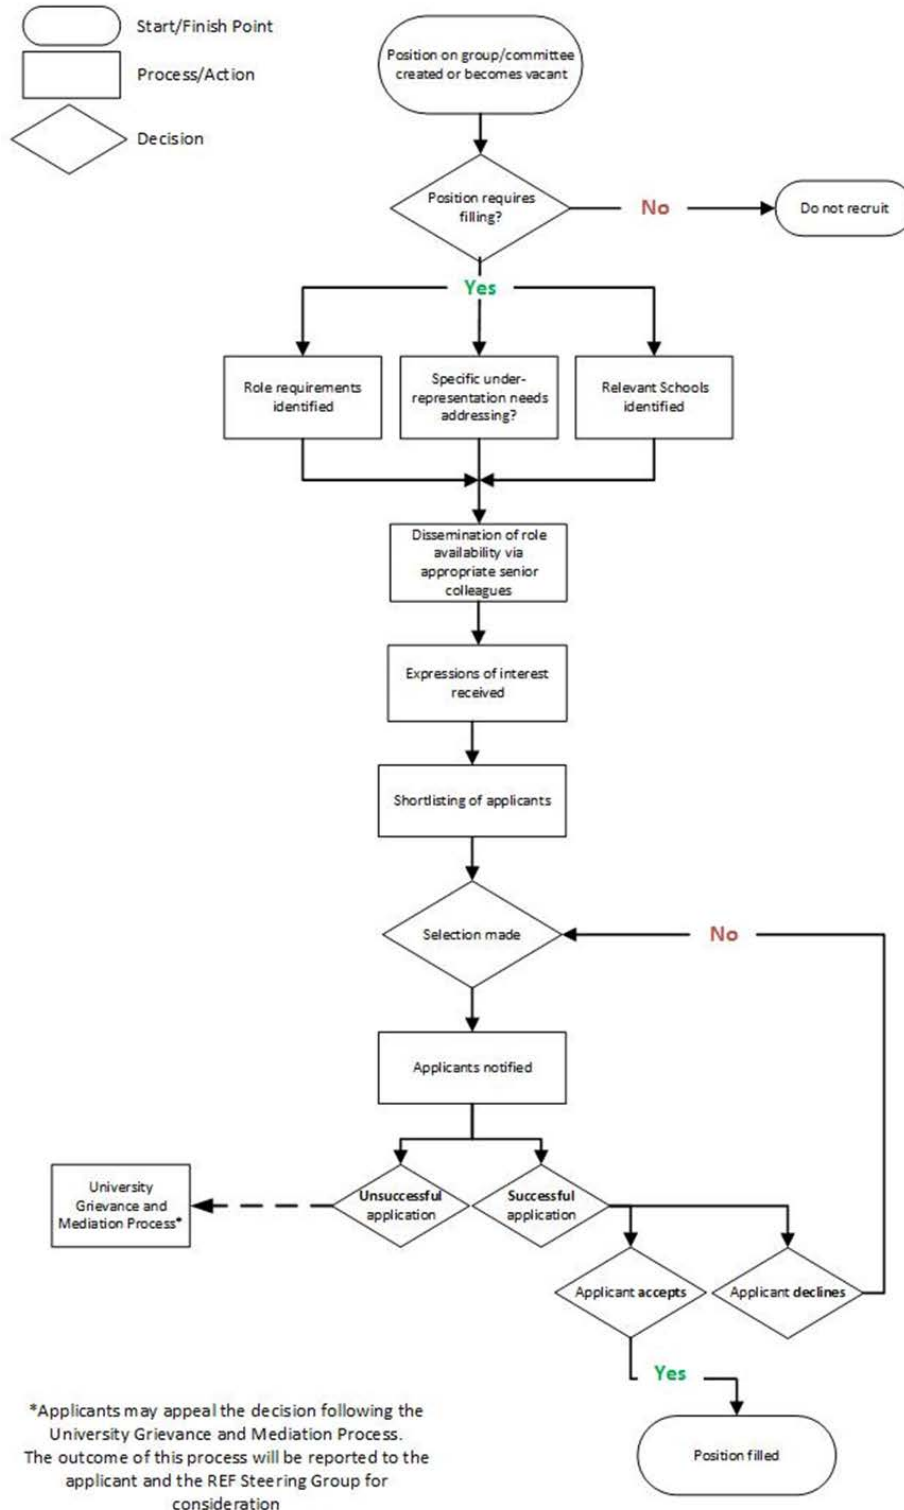 Start/Finish Point
Process/Action
Decision
Position on group/committee
created or becomes vacant
Position requires
filling?
No
Do not recruit
Yes
Role requirements
identified
Specific under-
representation needs
addressing?
Relevant Schools
identified
Dissemination of role
availability via
appropriate senior
colleagues
Expressions of interest
received
Shortlisting of applicants
Selection made
No
Applicants notified
University
Grievance and
Mediation Process*
Unsuccessful
application
Successful
application
Applicant accepts
Applicant declines
Yes
Position filled
*Applicants may appeal the decision following the
University Grievance and Mediation Process.
The outcome of this process will be reported to the
applicant and the REF Steering Group for
consideration